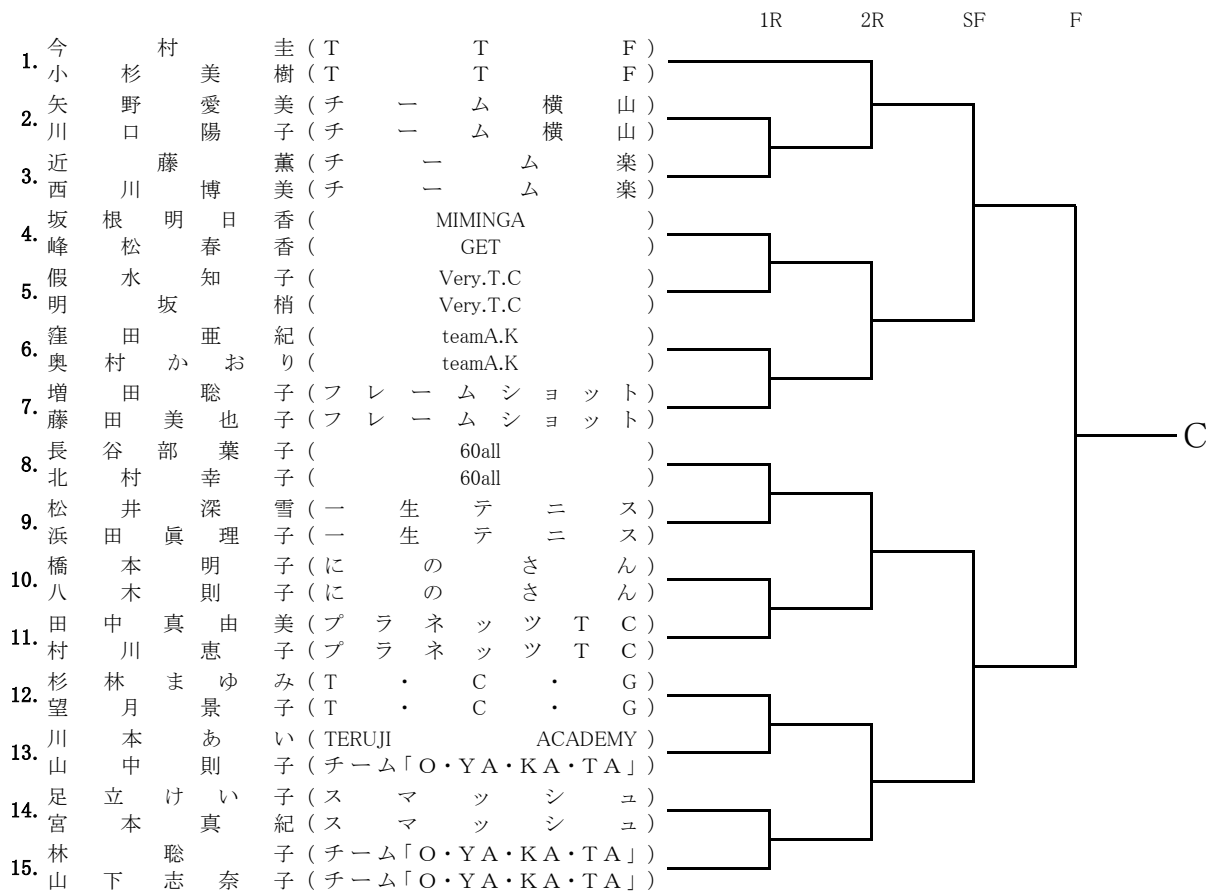 1R 2R SF F
1. 今村圭 (TTF)
小杉美樹 (TTF)
2. 矢野愛美 (チーム横山)
川口陽子 (チーム横山)
3. 近藤薫 (チーム楽)
西川博美 (チーム楽)
4. 坂根明日香 (MIMINGA)
峰松春香 (GET)
5. 假水知子 (Very.T.C)
明坂梢 (Very.T.C)
6. 窪田亜紀 (teamA.K)
奥村かおり (teamA.K)
7. 増田聡子 (フレームショット)
藤田美也子 (フレームショット)
8. 長谷部葉子 (60all)
北村幸子 (60all)
9. 松井深雪 (一生テニス)
浜田眞理子 (一生テニス)
10. 橋本明子 (にのさん)
八木則子 (にのさん)
11. 田中真由美 (プラネッツTC)
村川恵子 (プラネッツTC)
12. 杉林まゆみ (T・C・G)
望月景子 (T・C・G)
13. 川本あい (TERUJI ACADEMY)
山中則子 (チーム「O・YA・KA・TA」)
14. 足立けい子 (スマッシュ)
宮本真紀 (スマッシュ)
15. 林聡子 (チーム「O・YA・KA・TA」)
山下志奈子 (チーム「O・YA・KA・TA」)
C